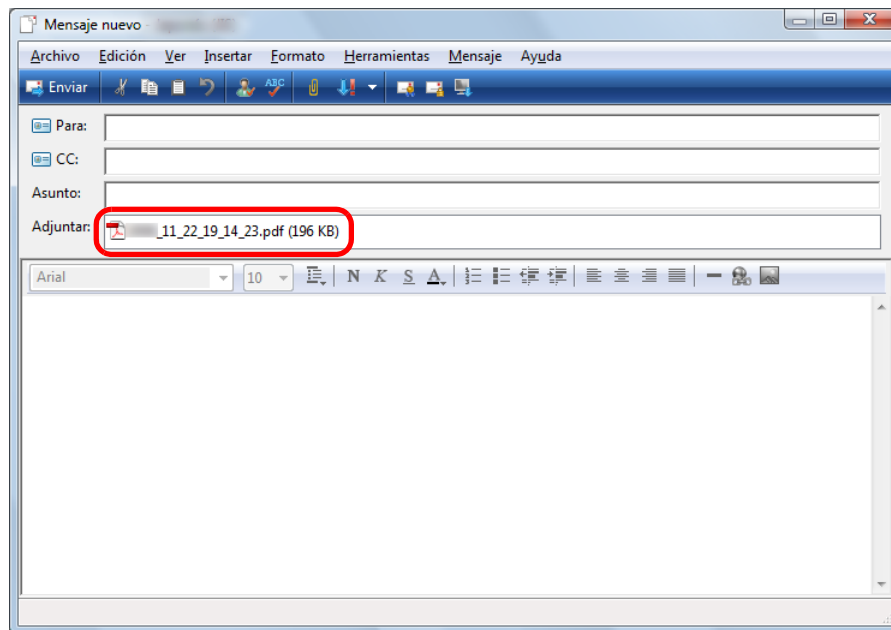 Mensaje nuevo -
Archivo Edición Ver Insertar Formato Herramientas Mensaje Ayuda
Enviar ABC
Para:
CC:
Asunto:
Adjuntar: _11_22_19_14_23.pdf (196 KB)
Arial 10 N K S A